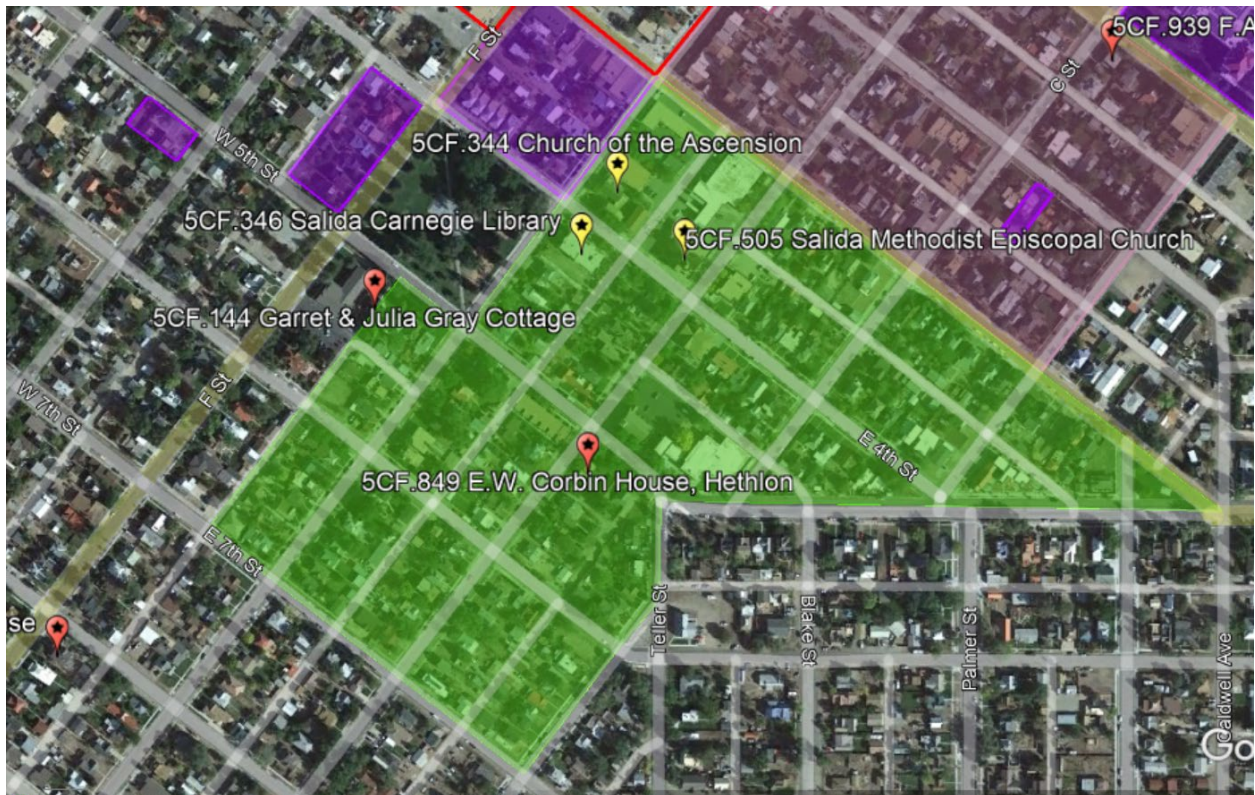 5CF.939 F.A
F St
C St
5CF.344 Church of the Ascension
W 5th St
5CF.346 Salida Carnegie Library
5CF.505 Salida Methodist Episcopal Church
5CF.144 Garret & Julia Gray Cottage
F St
W 7th St
E 4th St
5CF.849 E.W. Corbin House, Hethlon
E 7th St
se
Teller St
Blake St
Palmer St
Caldwell Ave
Go